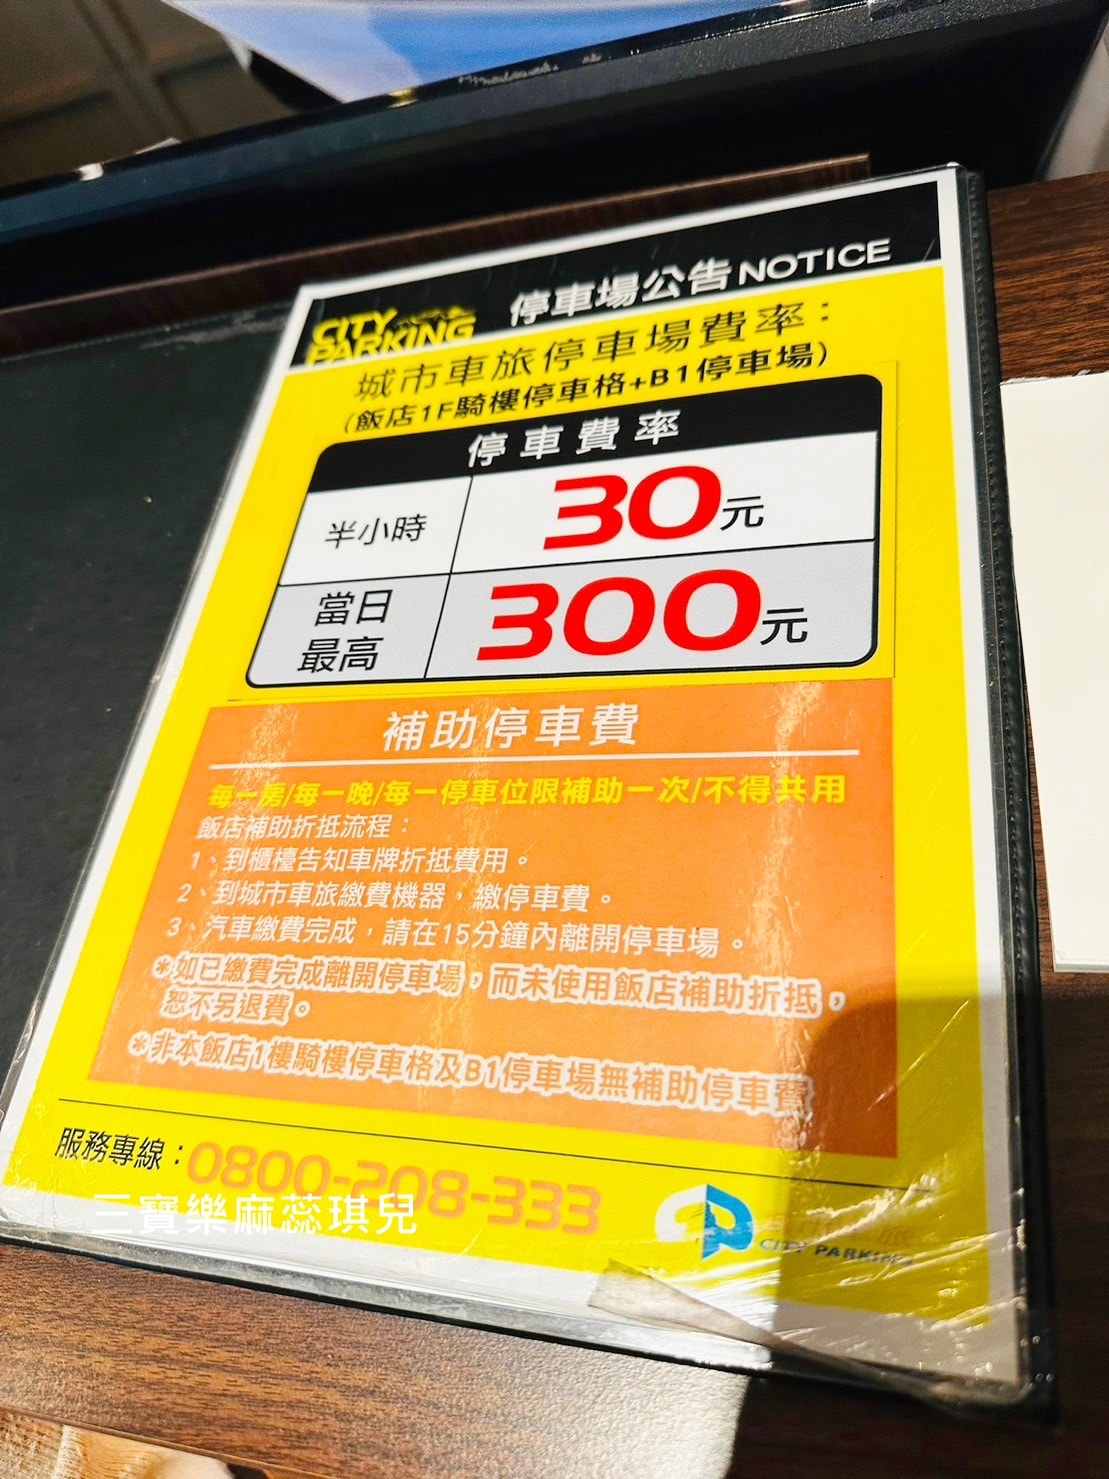 CITY PARKING
停車場公告NOTICE
城市車旅停車場費率：
(飯店1F騎樓停車格+B1停車場)
停車費率
半小時 30元
當日最高 300元
補助停車費
每一房/每一晚/每一停車位限補助一次/不得共用
飯店補助折抵流程：
1、到櫃檯告知車牌折抵費用。
2、到城市車旅繳費機器，繳停車費。
3、汽車繳費完成，請在15分鐘內離開停車場。
＊如已繳費完成離開停車場，而未使用飯店補助折抵，
恕不另退費。
＊非本飯店1樓騎樓停車格及B1停車場無補助停車費
服務專線：0800-208-333
三寶樂麻蕊琪兒
CITY PARKING